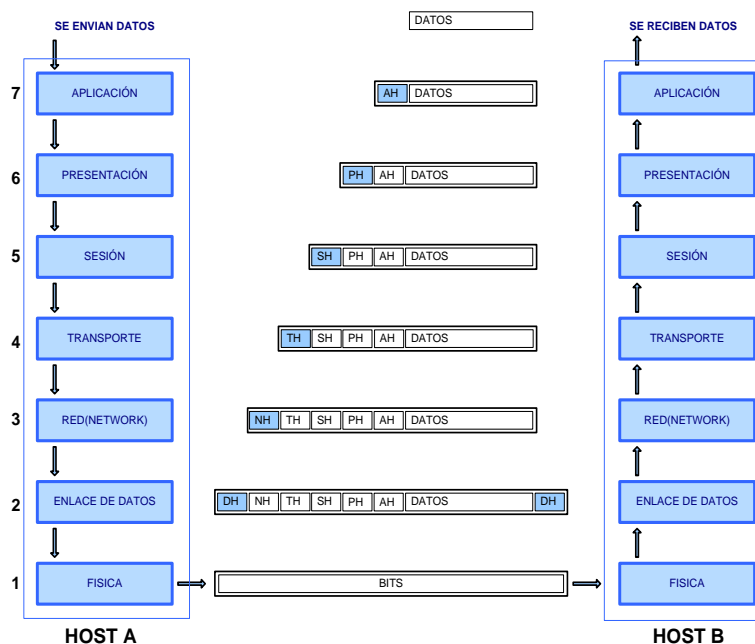 SE ENVIAN DATOS
DATOS
SE RECIBEN DATOS
7
APLICACIÓN
AH DATOS
APLICACIÓN
6
PRESENTACIÓN
PH AH DATOS
PRESENTACIÓN
5
SESIÓN
SH PH AH DATOS
SESIÓN
4
TRANSPORTE
TH SH PH AH DATOS
TRANSPORTE
3
RED(NETWORK)
NH TH SH PH AH DATOS
RED(NETWORK)
2
ENLACE DE DATOS
DH NH TH SH PH AH DATOS DH
ENLACE DE DATOS
1
FISICA
BITS
FISICA
HOST A
HOST B